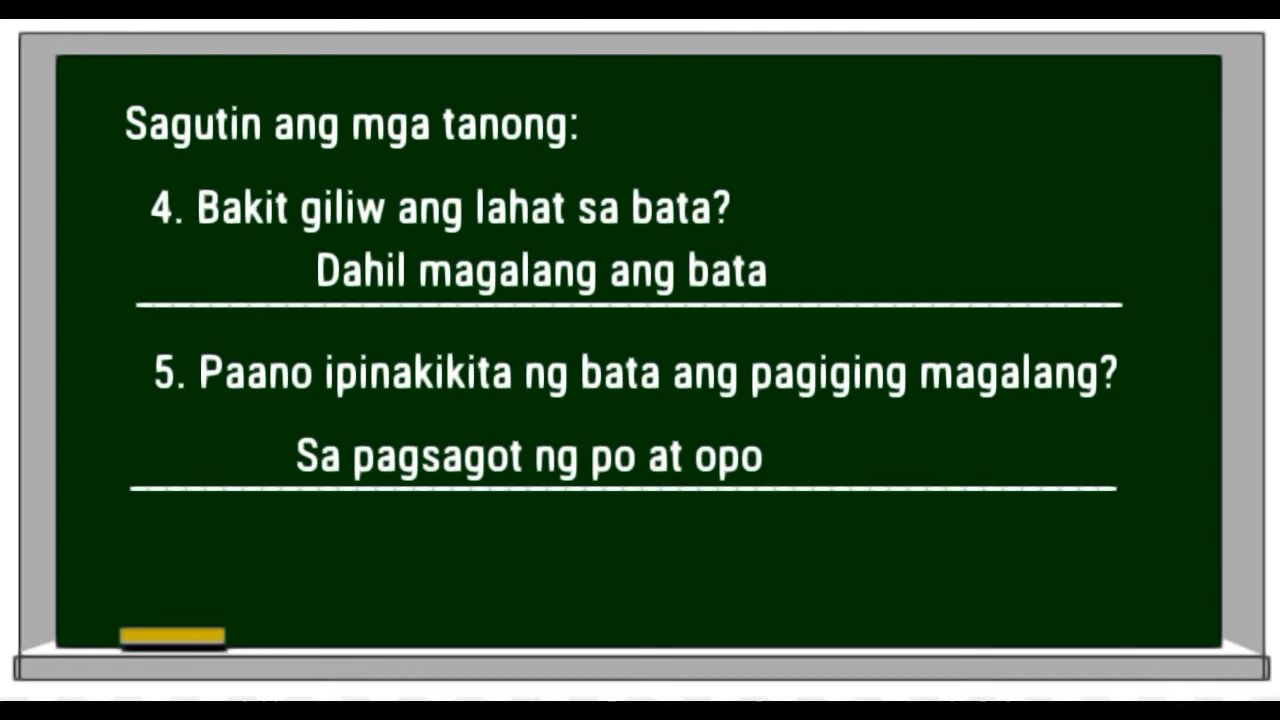 Sagutin ang mga tanong:
4. Bakit giliw ang lahat sa bata?
Dahil magalang ang bata
5. Paano ipinakikita ng bata ang pagiging magalang?
Sa pagsagot ng po at opo